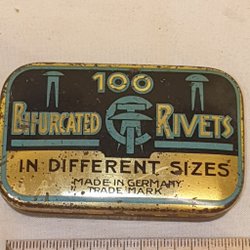 100
BIFURCATED RIVETS
IN DIFFERENT SIZES
MADE IN GERMANY
TRADE MARK